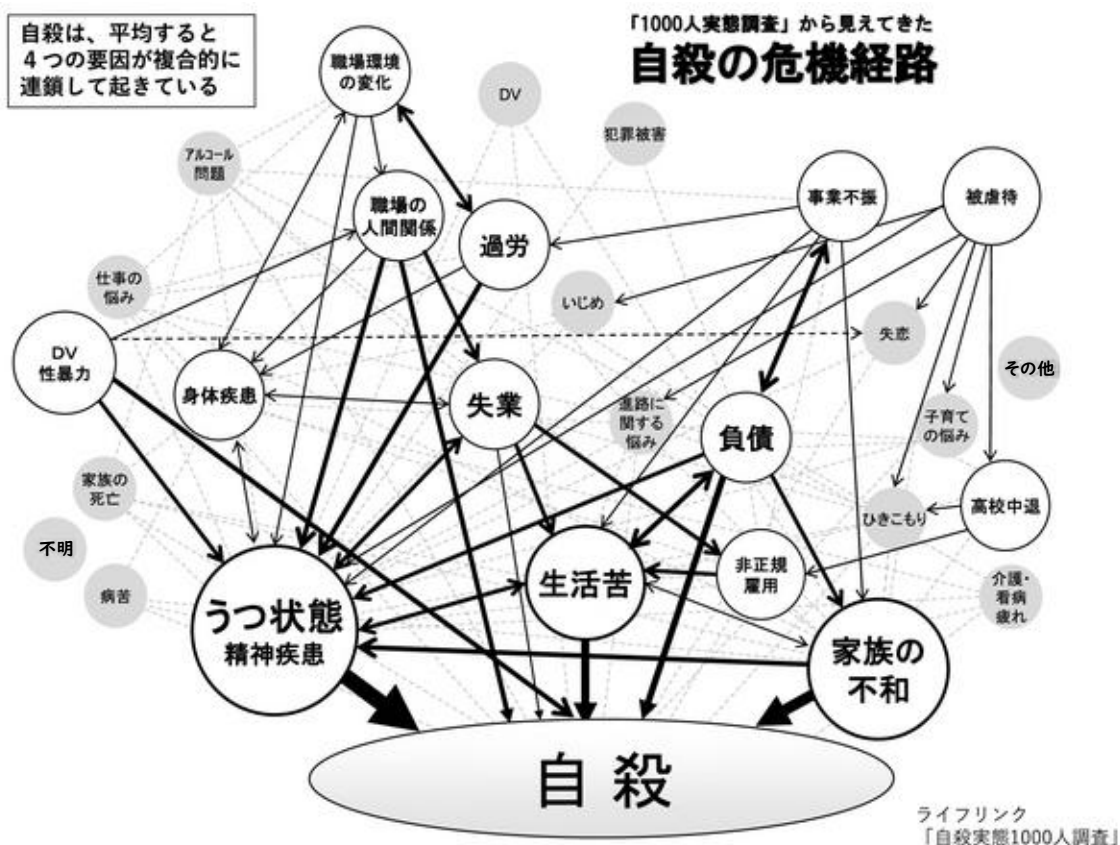 自殺は、平均すると
4つの要因が複合的に
連鎖して起きている
「1000人実態調査」から見えてきた
自殺の危機経路
職場環境
の変化
DV
犯罪被害
アルコール
問題
職場の
人間関係
過労
事業不振
被虐待
仕事の
悩み
いじめ
失恋
DV
性暴力
その他
身体疾患
失業
進路に
関する
悩み
負債
子育て
の悩み
家族の
死亡
ひきこもり
高校中退
不明
病苦
うつ状態
精神疾患
生活苦
非正規
雇用
介護・
看病
疲れ
家族の
不和
自殺
ライフリンク
「自殺実態1000人調査」